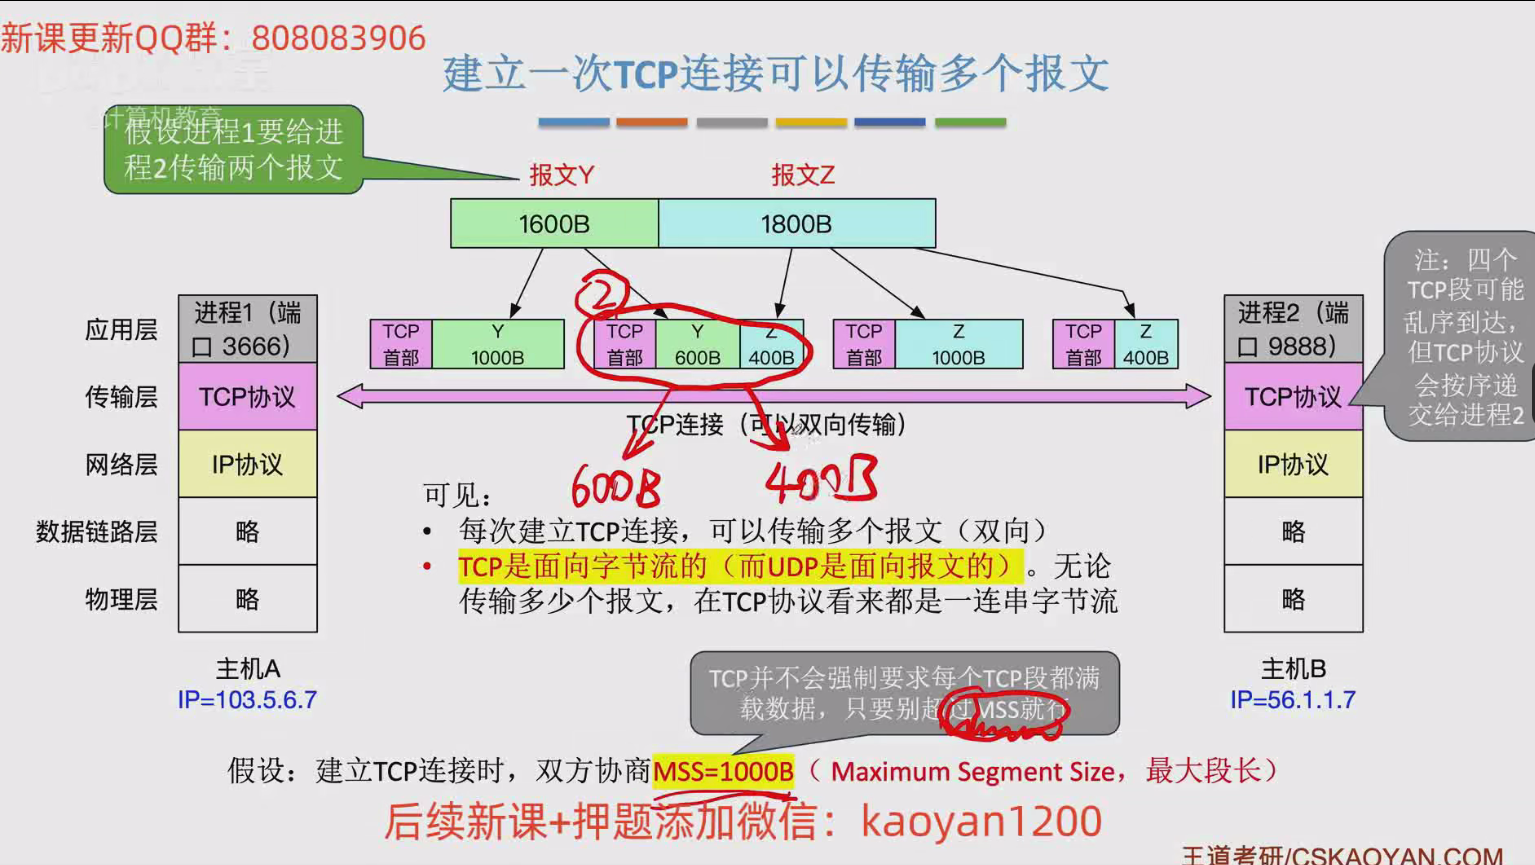 新课更新QQ群：808083906
建立一次TCP连接可以传输多个报文
计算机教育
假设进程1要给进
程2传输两个报文
报文Y
报文Z
1600B
1800B
注：四个
TCP段可能
乱序到达，
但TCP协议
会按序递
交给进程2
②
应用层
进程1（端
口 3666）
TCP
首部
Y
1000B
TCP
首部
Y
600B
Z
400B
TCP
首部
Z
1000B
TCP
首部
Z
400B
进程2（端
口 9888）
传输层
TCP协议
TCP连接（可以双向传输）
TCP协议
600B
400B
网络层
IP协议
IP协议
数据链路层
略
略
物理层
略
略
主机A
IP=103.5.6.7
主机B
IP=56.1.1.7
可见：
• 每次建立TCP连接，可以传输多个报文（双向）
• TCP是面向字节流的（而UDP是面向报文的）。无论
传输多少个报文，在TCP协议看来都是一连串字节流
TCP并不会强制要求每个TCP段都满
载数据，只要别超过MSS就行
假设：建立TCP连接时，双方协商MSS=1000B（ Maximum Segment Size，最大段长）
后续新课+押题添加微信：kaoyan1200
王道考研/CSKAOYAN.COM